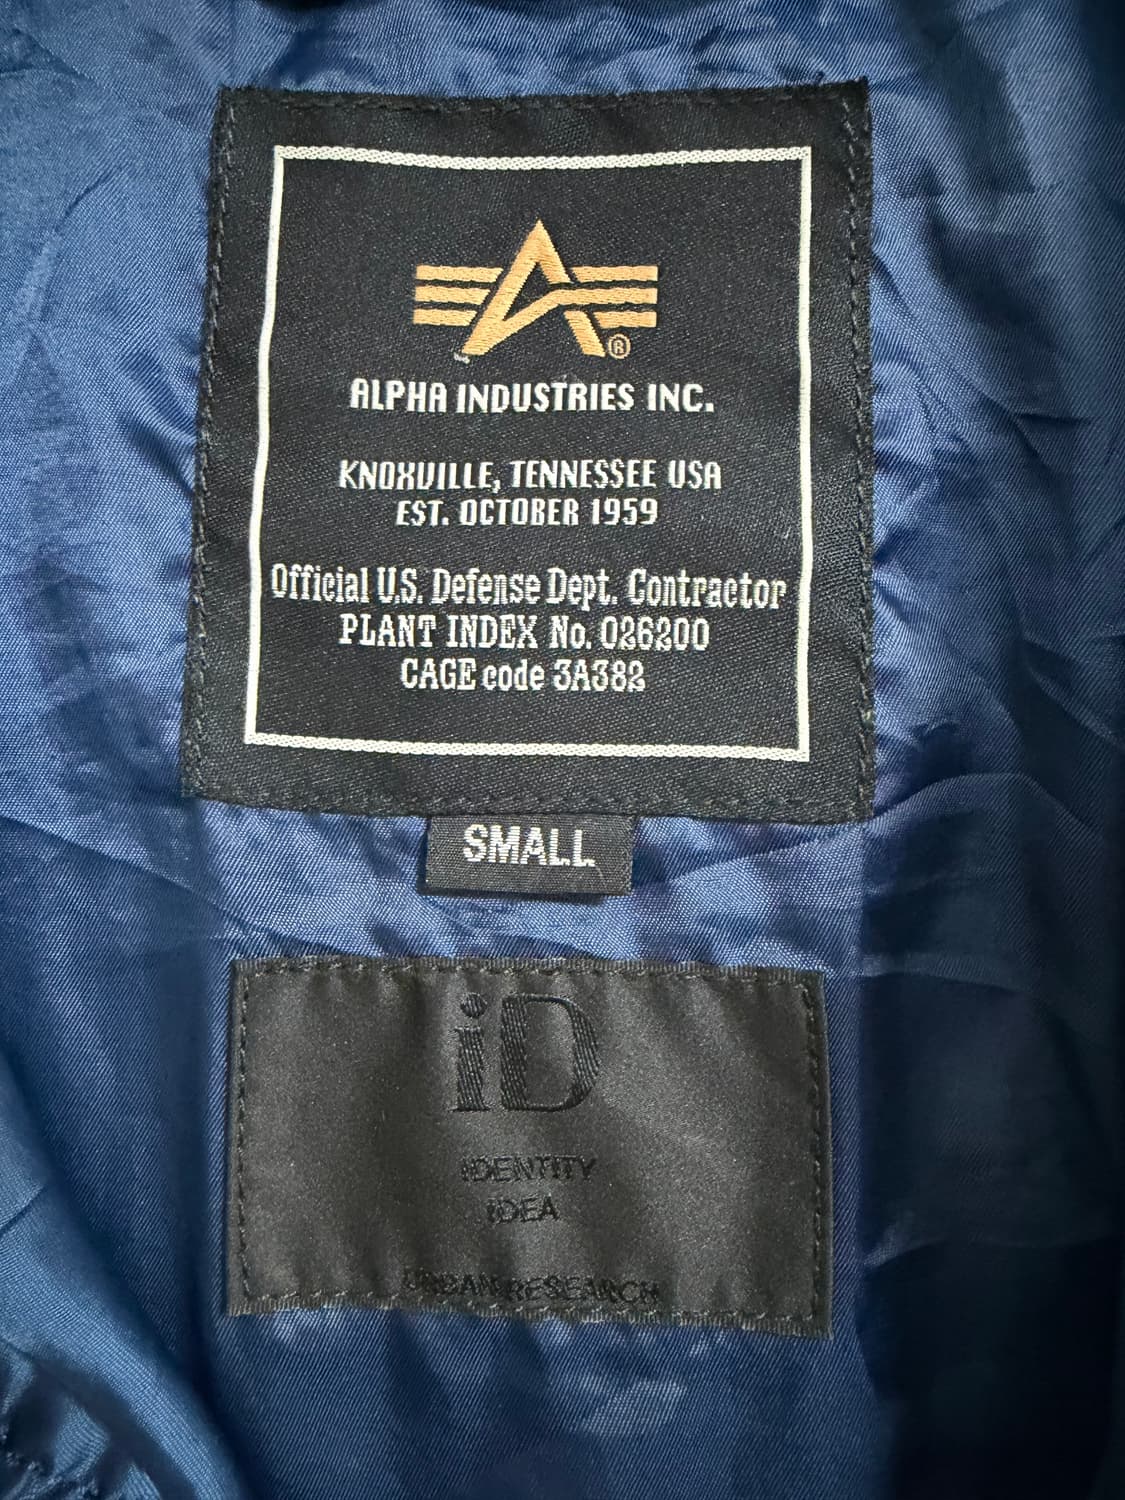 ®
ALPHA INDUSTRIES INC.
KNOXVILLE, TENNESSEE USA
EST. OCTOBER 1959
Official U.S. Defense Dept. Contractor
PLANT INDEX No. 026200
CAGE code 3A382
SMALL
iD
IDENTITY
IDEA
URBAN RESEARCH